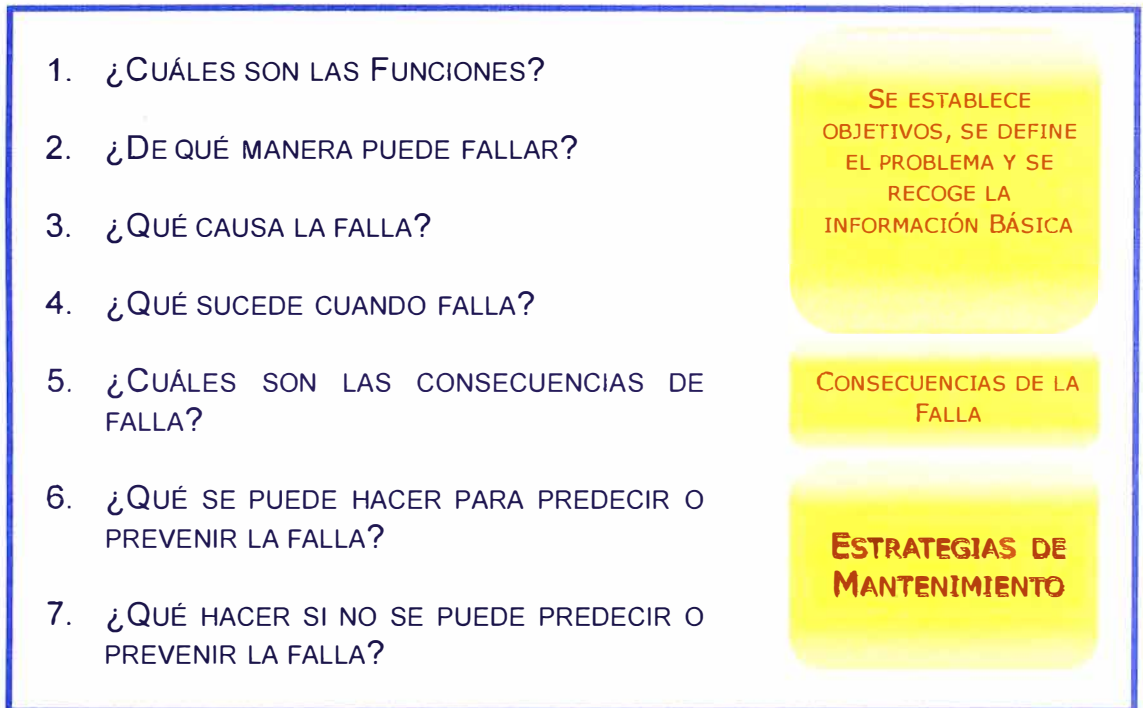 1. ¿Cuáles son las Funciones?
2. ¿De qué manera puede fallar?
3. ¿Qué causa la falla?
4. ¿Qué sucede cuando falla?
5. ¿Cuáles son las consecuencias de
falla?
6. ¿Qué se puede hacer para predecir o
prevenir la falla?
7. ¿Qué hacer si no se puede predecir o
prevenir la falla?
Se establece
objetivos, se define
el problema y se
recoge la
información Básica
Consecuencias de la
Falla
Estrategias de
Mantenimiento